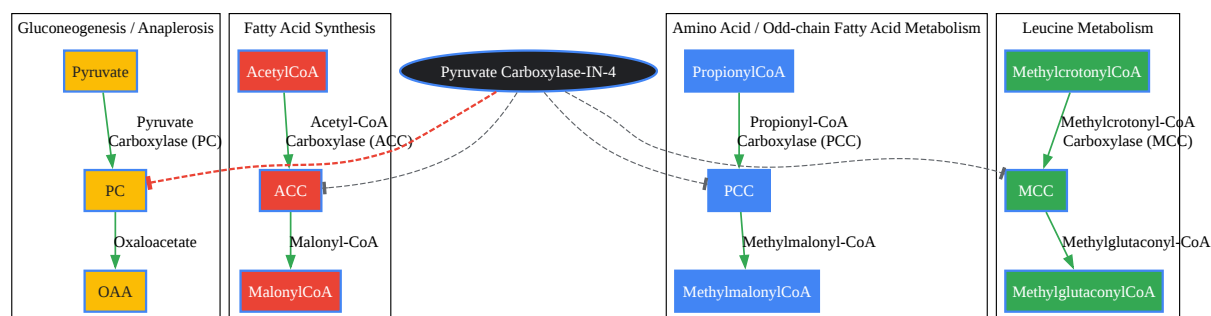 Gluconeogenesis / Anaplerosis
Pyruvate
Pyruvate
Carboxylase (PC)
PC
Oxaloacetate
OAA
Fatty Acid Synthesis
AcetylCoA
Acetyl-CoA
Carboxylase (ACC)
ACC
Malonyl-CoA
MalonylCoA
Pyruvate Carboxylase-IN-4
Amino Acid / Odd-chain Fatty Acid Metabolism
PropionylCoA
Propionyl-CoA
Carboxylase (PCC)
PCC
Methylmalonyl-CoA
MethylmalonylCoA
Leucine Metabolism
MethylcrotonylCoA
Methylcrotonyl-CoA
Carboxylase (MCC)
MCC
Methylglutaconyl-CoA
MethylglutaconylCoA